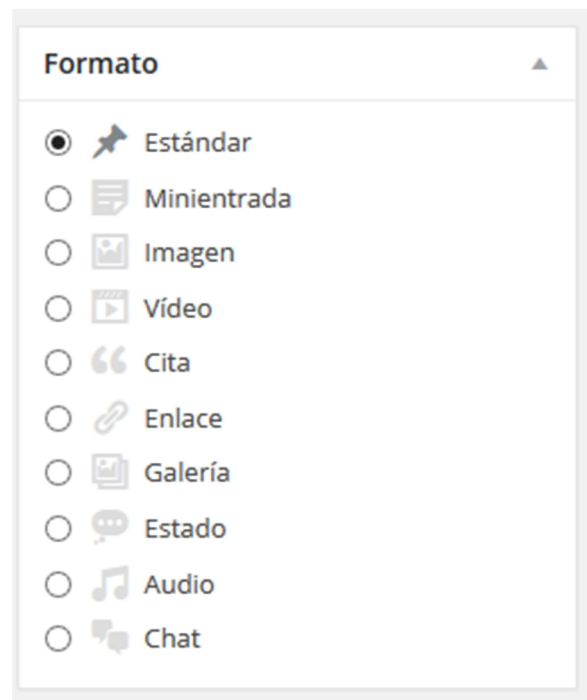 Formato
Estándar
Minientrada
Imagen
Vídeo
Cita
Enlace
Galería
Estado
Audio
Chat